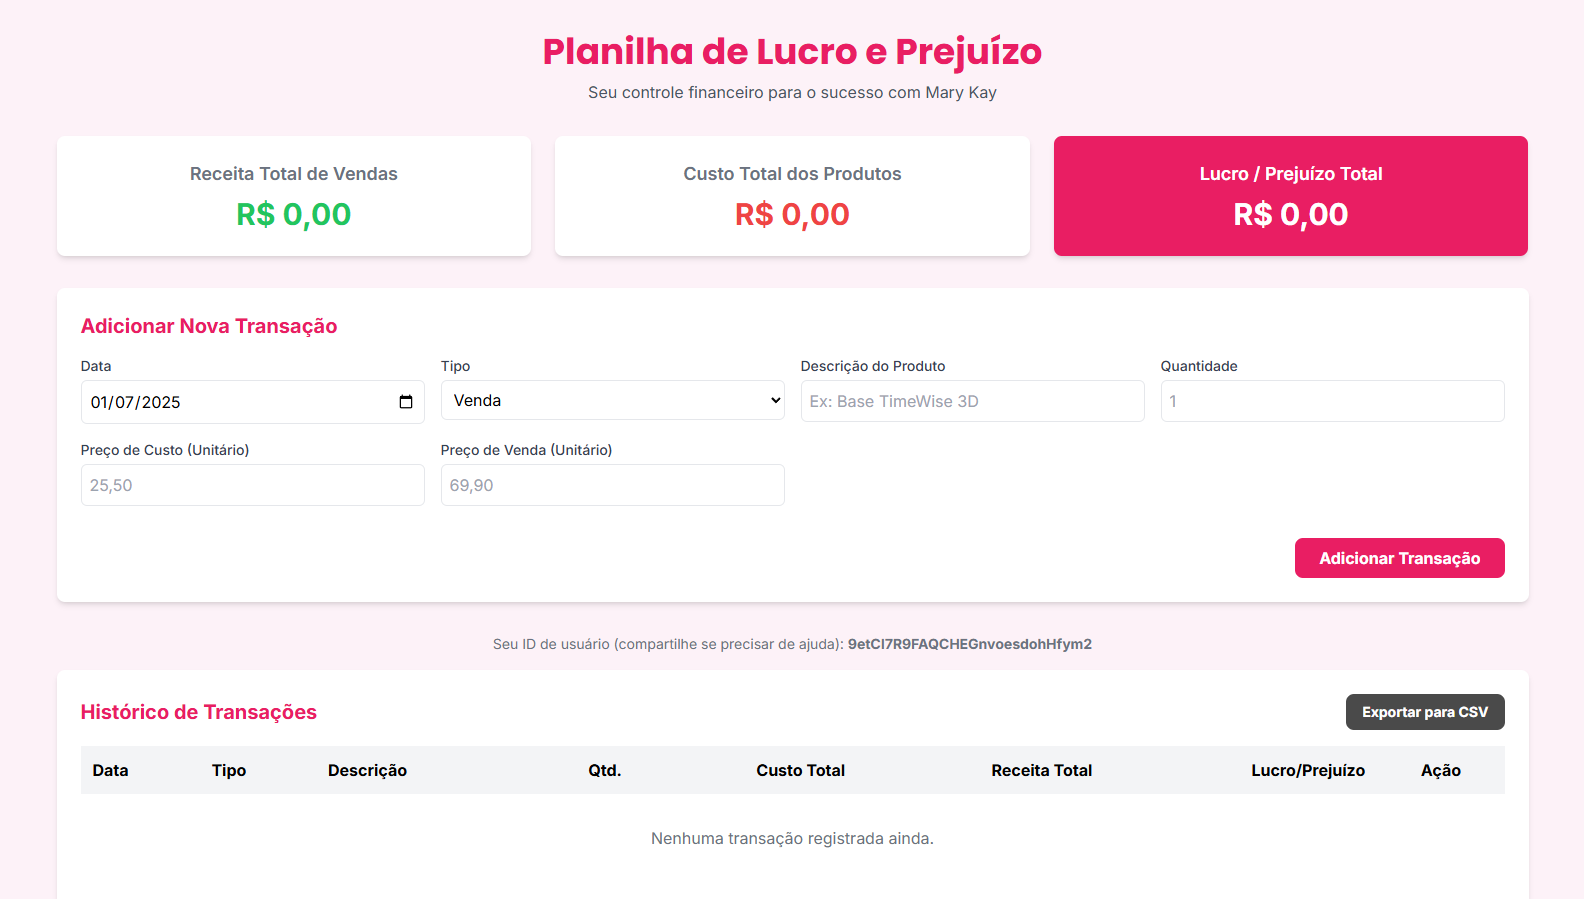 Planilha de Lucro e Prejuízo
Seu controle financeiro para o sucesso com Mary Kay
Receita Total de Vendas
R$ 0,00
Custo Total dos Produtos
R$ 0,00
Lucro / Prejuízo Total
R$ 0,00
Adicionar Nova Transação
Data
Tipo
Descrição do Produto
Quantidade
01/07/2025
Venda
Ex: Base TimeWise 3D
1
Preço de Custo (Unitário)
Preço de Venda (Unitário)
25,50
69,90
Adicionar Transação
Seu ID de usuário (compartilhe se precisar de ajuda): 9etCI7R9FAQCHEGnvoesdohHfym2
Histórico de Transações
Exportar para CSV
Data Tipo Descrição Qtd. Custo Total Receita Total Lucro/Prejuízo Ação
Nenhuma transação registrada ainda.